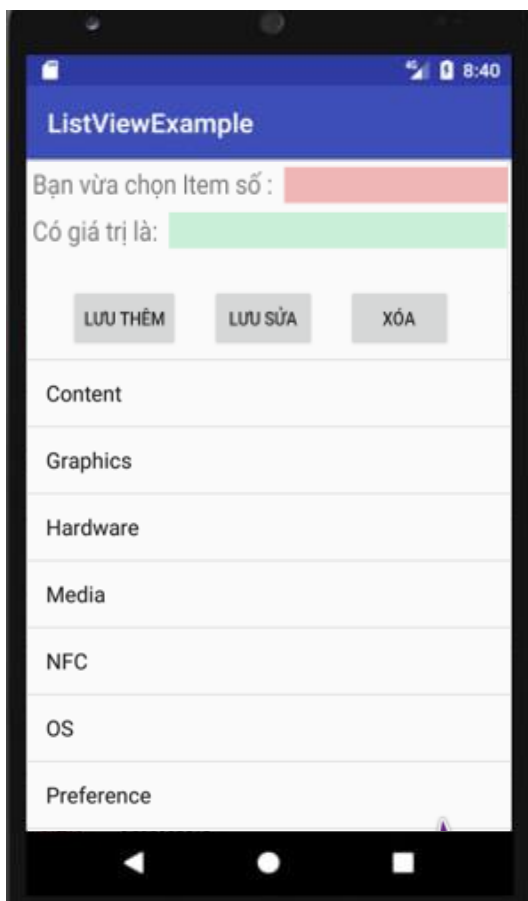 4G 8:40
ListViewExample
Bạn vừa chọn Item số :
Có giá trị là:
LƯU THÊM LƯU SỬA XÓA
Content
Graphics
Hardware
Media
NFC
OS
Preference